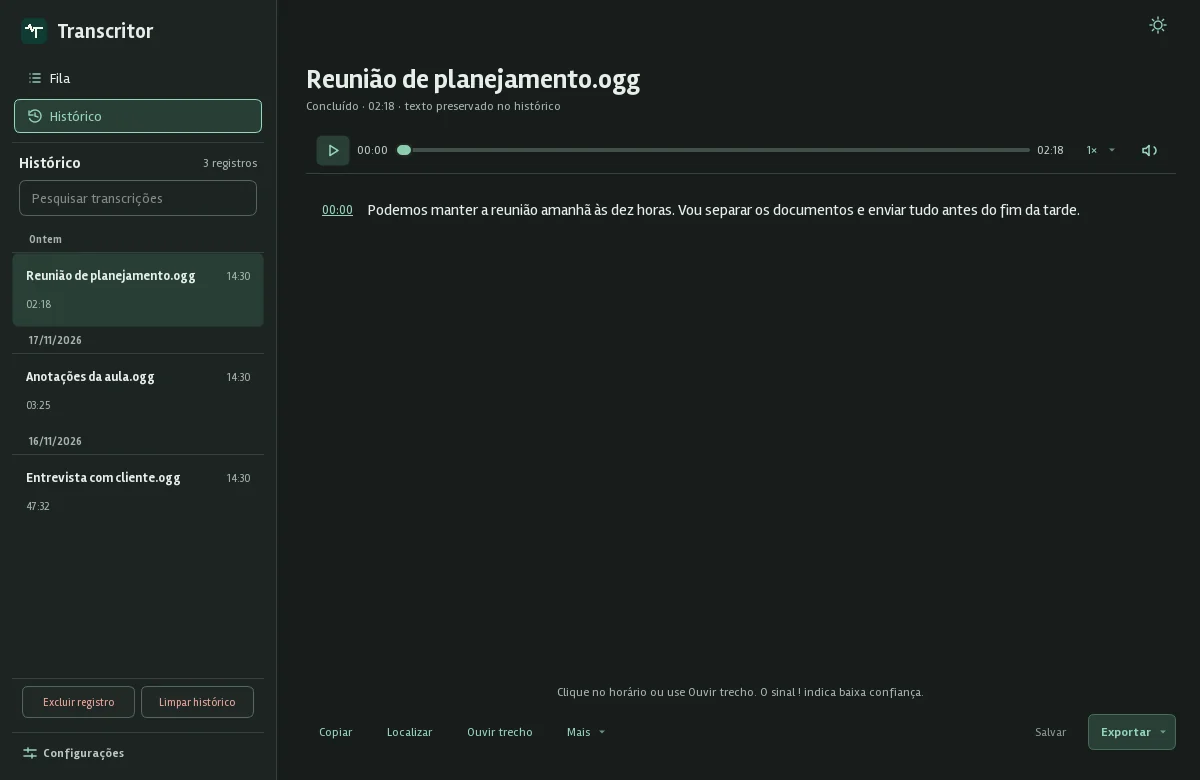 Transcritor
Fila
Histórico
Histórico 3 registros
Pesquisar transcrições
Ontem
Reunião de planejamento.ogg 14:30
02:18
17/11/2026
Anotações da aula.ogg 14:30
03:25
16/11/2026
Entrevista com cliente.ogg 14:30
47:32
Excluir registro Limpar histórico
Configurações
Reunião de planejamento.ogg
Concluído · 02:18 · texto preservado no histórico
00:00 02:18 1×
00:00 Podemos manter a reunião amanhã às dez horas. Vou separar os documentos e enviar tudo antes do fim da tarde.
Clique no horário ou use Ouvir trecho. O sinal ! indica baixa confiança.
Copiar Localizar Ouvir trecho Mais Salvar Exportar